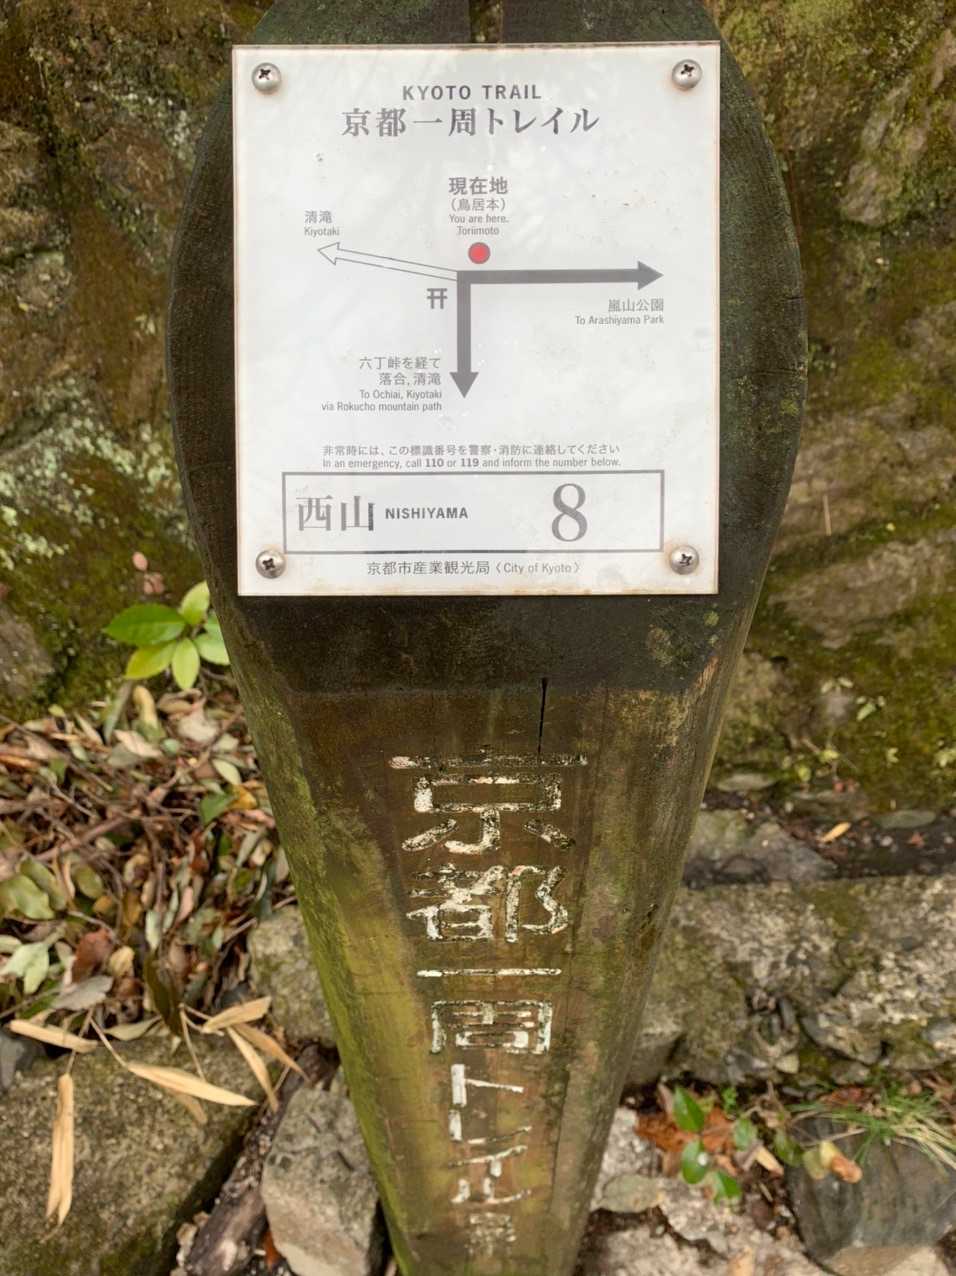 KYOTO TRAIL
京都一周トレイル
現在地
(鳥居本)
You are here.
Toriimoto
清滝
Kiyotaki
嵐山公園
To Arashiyama Park
六丁峠を経て
落合,清滝
To Ochiai, Kiyotaki
via Rokucho mountain path
非常時には、この標識番号を警察・消防に連絡してください
In an emergency, call 110 or 119 and inform the number below.
西山 NISHIYAMA 8
京都市産業観光局〈City of Kyoto〉
京都一周トレイル